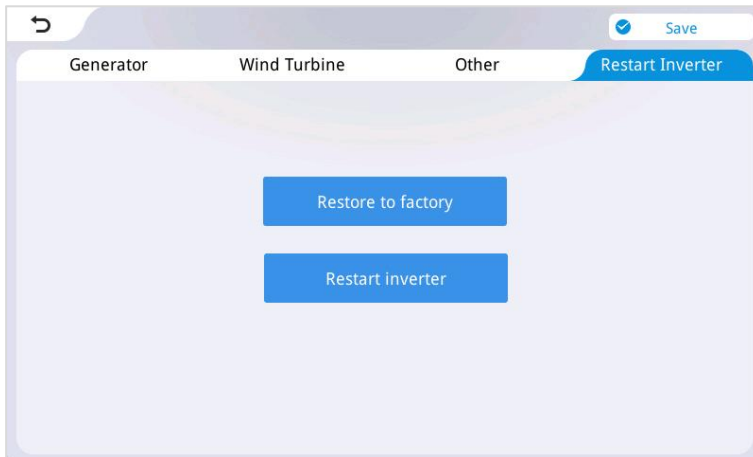 Save
Generator Wind Turbine Other Restart Inverter
Restore to factory
Restart inverter